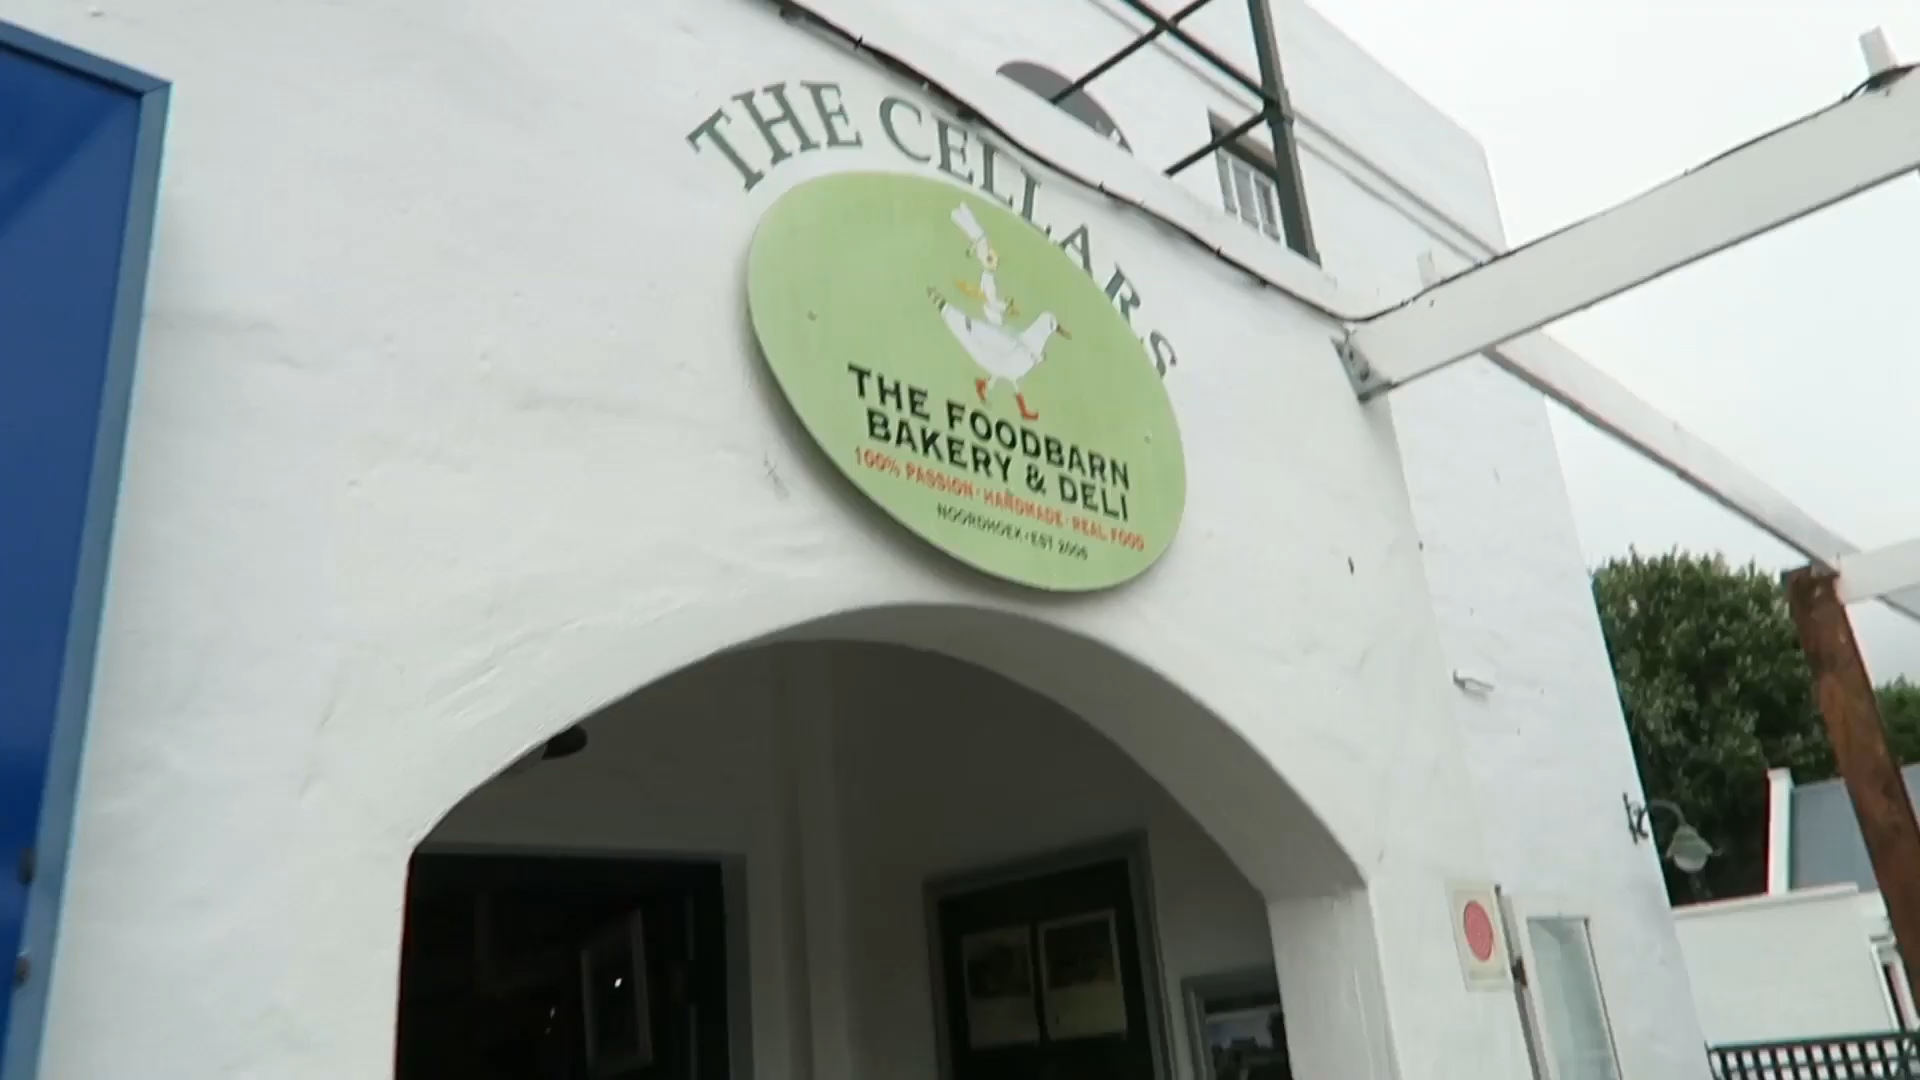 THE CELLARS
THE FOODBARN
BAKERY & DELI
100% PASSION · HANDMADE · REAL FOOD
NOORDHOEK · EST 2006